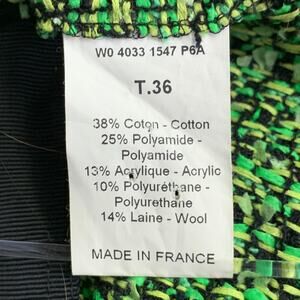 W0 4033 1547 P6A
T.36
38% Coton - Cotton
25% Polyamide -
Polyamide
13% Acrylique - Acrylic
10% Polyuréthane -
Polyurethane
14% Laine - Wool
MADE IN FRANCE